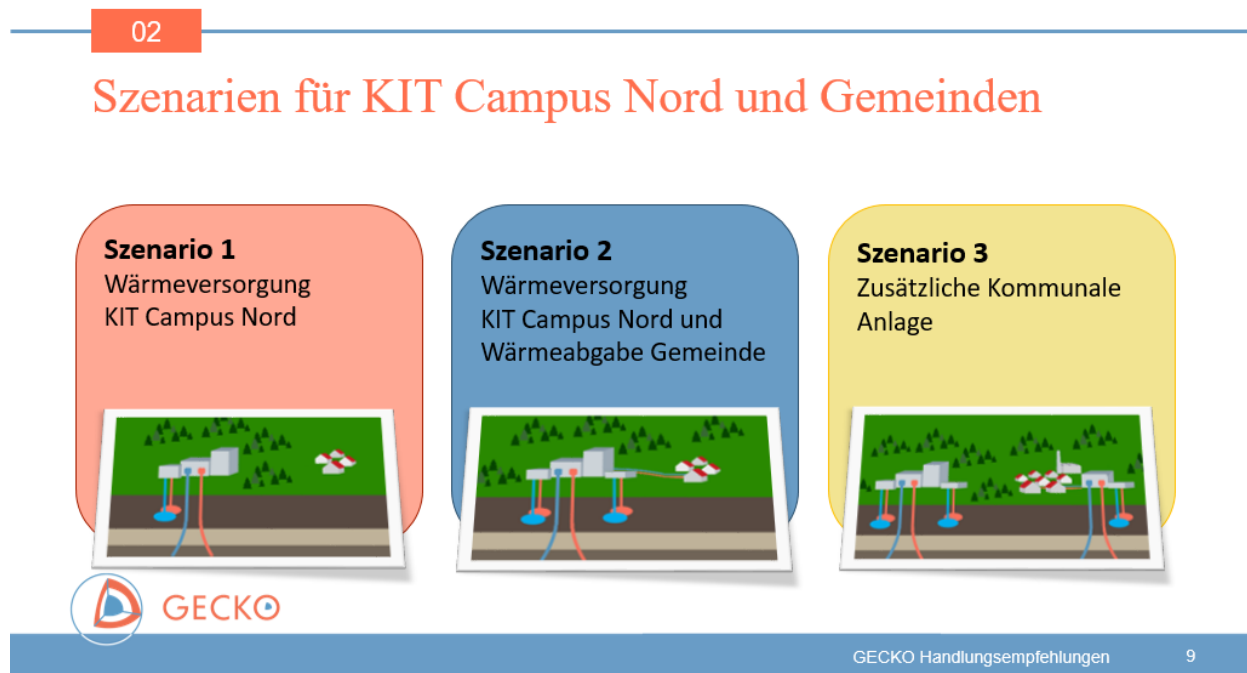 02
Szenarien für KIT Campus Nord und Gemeinden
Szenario 1
Wärmeversorgung
KIT Campus Nord
Szenario 2
Wärmeversorgung
KIT Campus Nord und
Wärmeabgabe Gemeinde
Szenario 3
Zusätzliche Kommunale
Anlage
GECKO
GECKO Handlungsempfehlungen
9